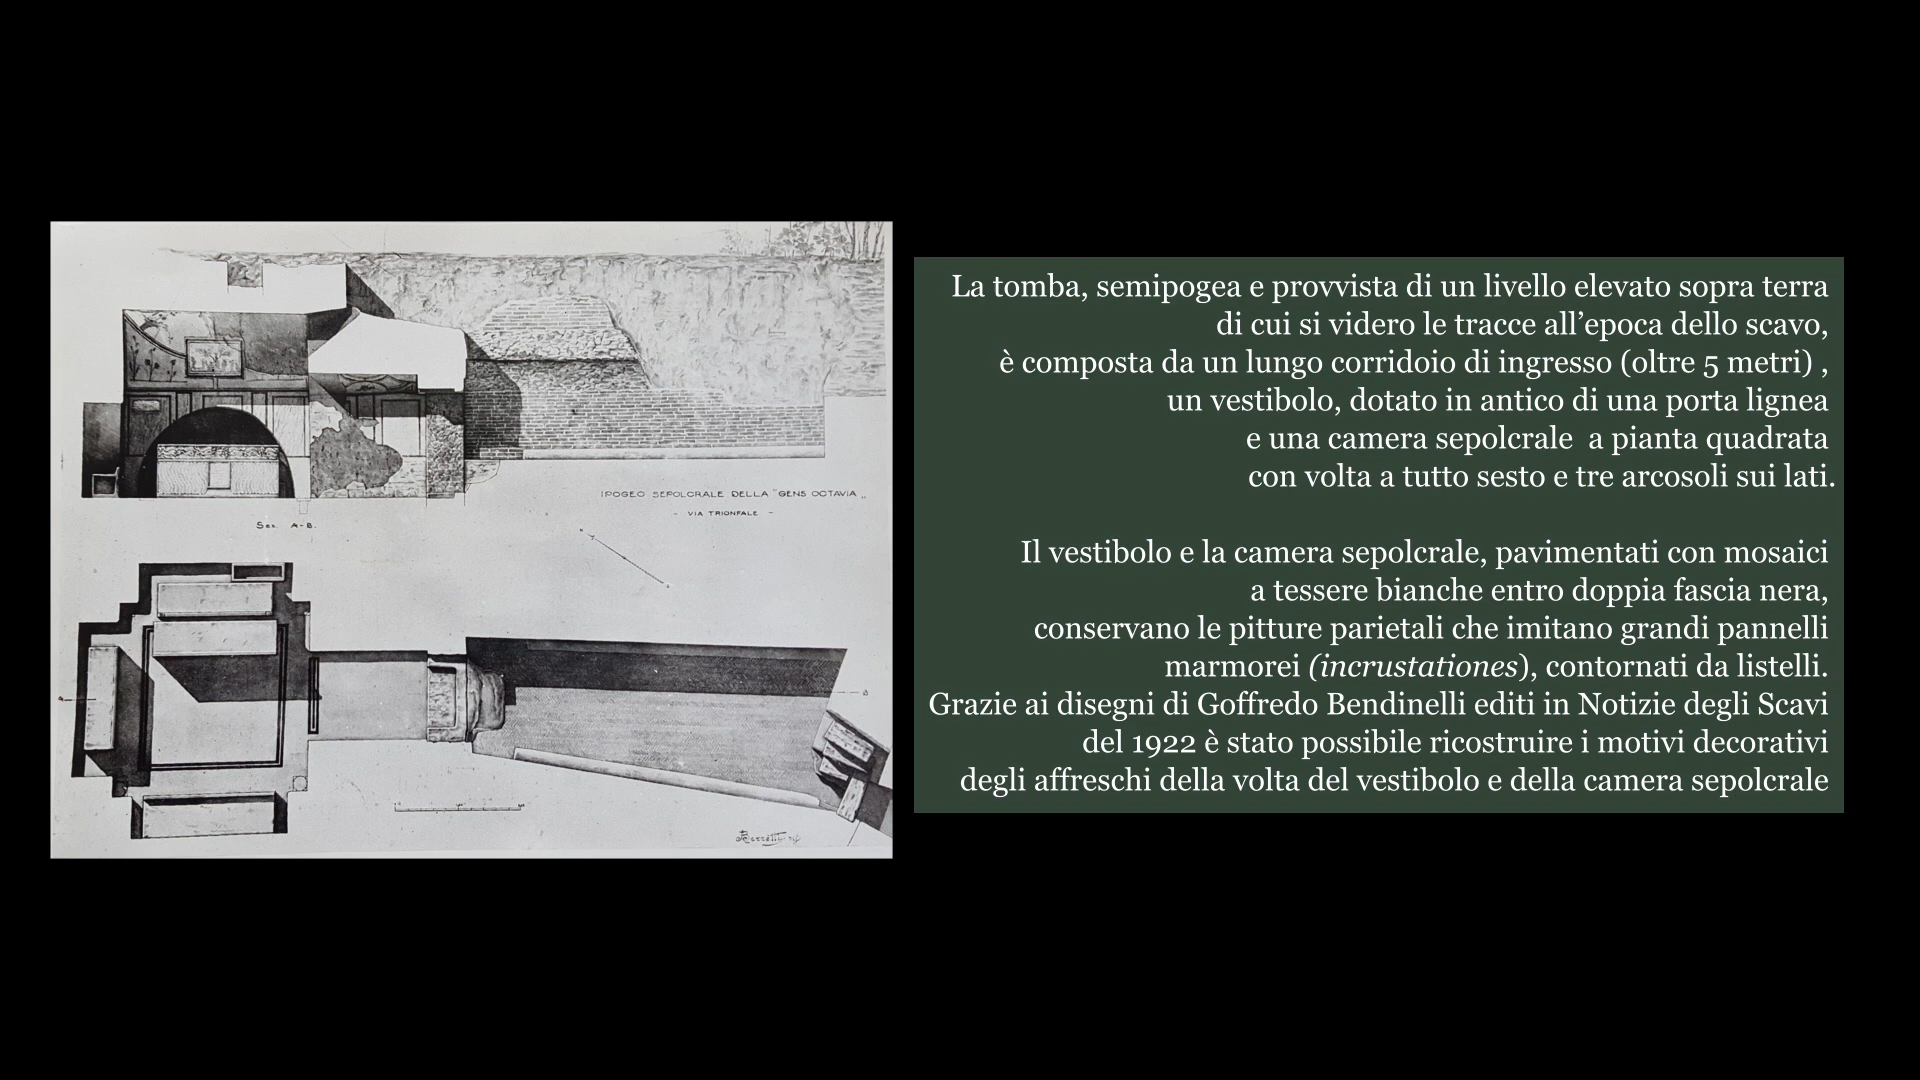 IPOGEO SEPOLCRALE DELLA "GENS OCTAVIA„
- VIA TRIONFALE -
Sez. A-B.
La tomba, semipogea e provvista di un livello elevato sopra terra
di cui si videro le tracce all’epoca dello scavo,
è composta da un lungo corridoio di ingresso (oltre 5 metri) ,
un vestibolo, dotato in antico di una porta lignea
e una camera sepolcrale a pianta quadrata
con volta a tutto sesto e tre arcosoli sui lati.
Il vestibolo e la camera sepolcrale, pavimentati con mosaici
a tessere bianche entro doppia fascia nera,
conservano le pitture parietali che imitano grandi pannelli
marmorei (incrustationes), contornati da listelli.
Grazie ai disegni di Goffredo Bendinelli editi in Notizie degli Scavi
del 1922 è stato possibile ricostruire i motivi decorativi
degli affreschi della volta del vestibolo e della camera sepolcrale